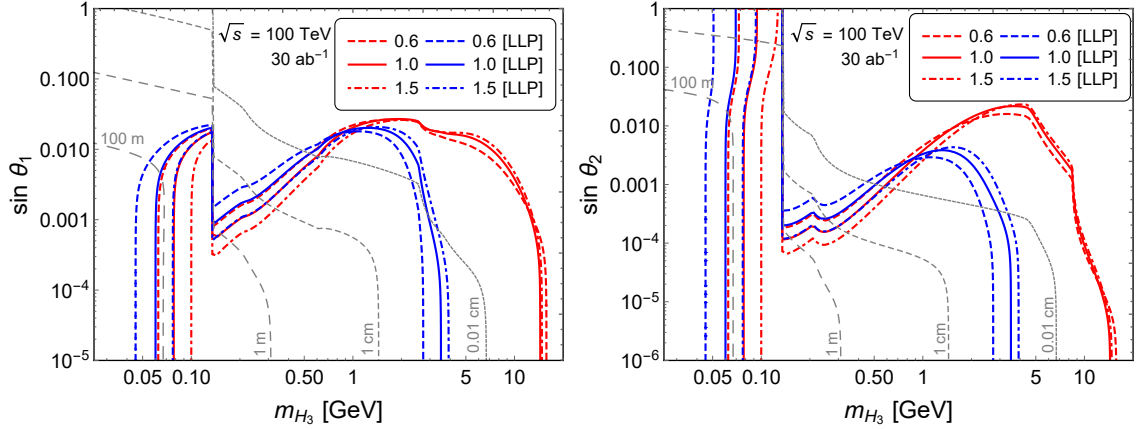 √s = 100 TeV
30 ab⁻¹
0.6 0.6 [LLP]
1.0 1.0 [LLP]
1.5 1.5 [LLP]
1
0.100
0.010
0.001
10⁻⁴
10⁻⁵
sin θ₁
100 m
1 m
1 cm
0.01 cm
0.05 0.10 0.50 1 5 10
m_{H₃} [GeV]
√s = 100 TeV
30 ab⁻¹
0.6 0.6 [LLP]
1.0 1.0 [LLP]
1.5 1.5 [LLP]
1
0.100
0.010
0.001
10⁻⁴
10⁻⁵
10⁻⁶
sin θ₂
100 m
1 m
1 cm
0.01 cm
0.05 0.10 0.50 1 5 10
m_{H₃} [GeV]